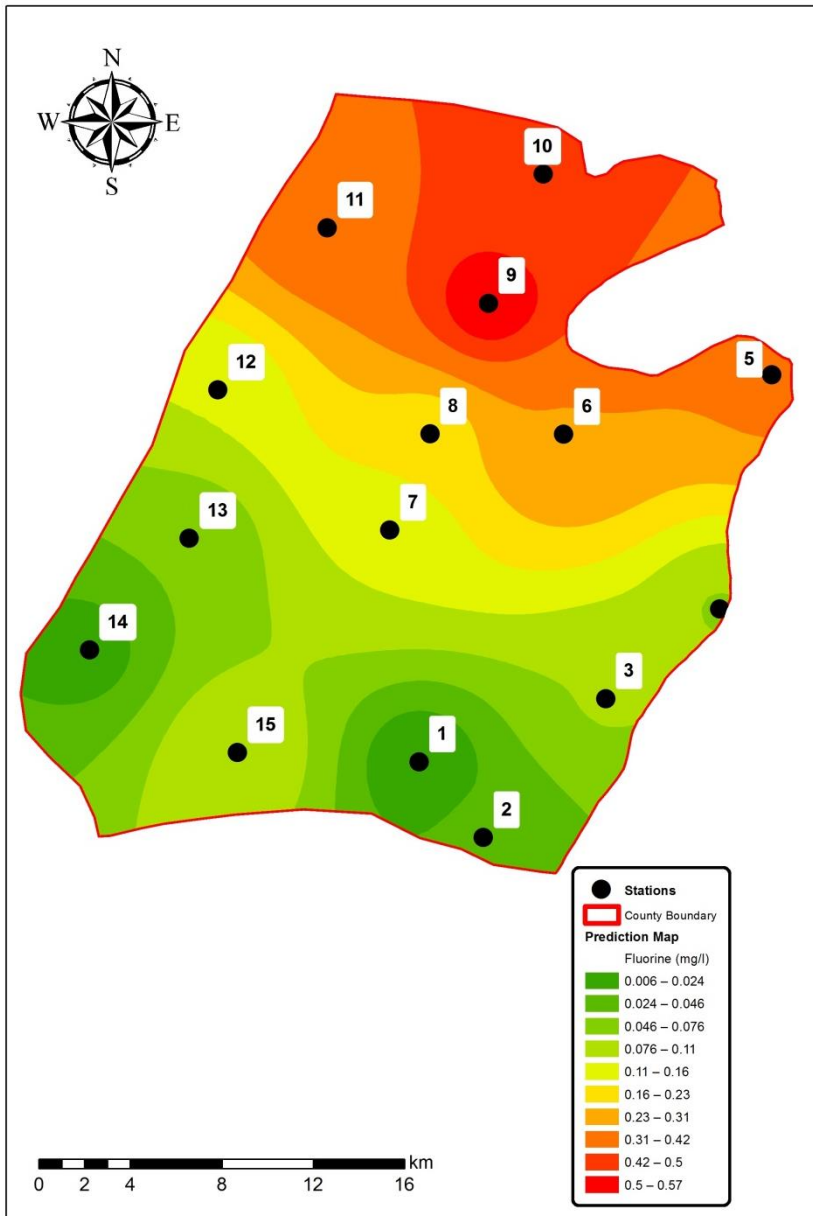 N
W E
S
10
11
9
5
12
8
6
7
13
14
3
15
1
2
Stations
County Boundary
Prediction Map
Fluorine (mg/l)
0.006 – 0.024
0.024 – 0.046
0.046 – 0.076
0.076 – 0.11
0.11 – 0.16
0.16 – 0.23
0.23 – 0.31
0.31 – 0.42
0.42 – 0.5
0.5 – 0.57
km
0 2 4 8 12 16